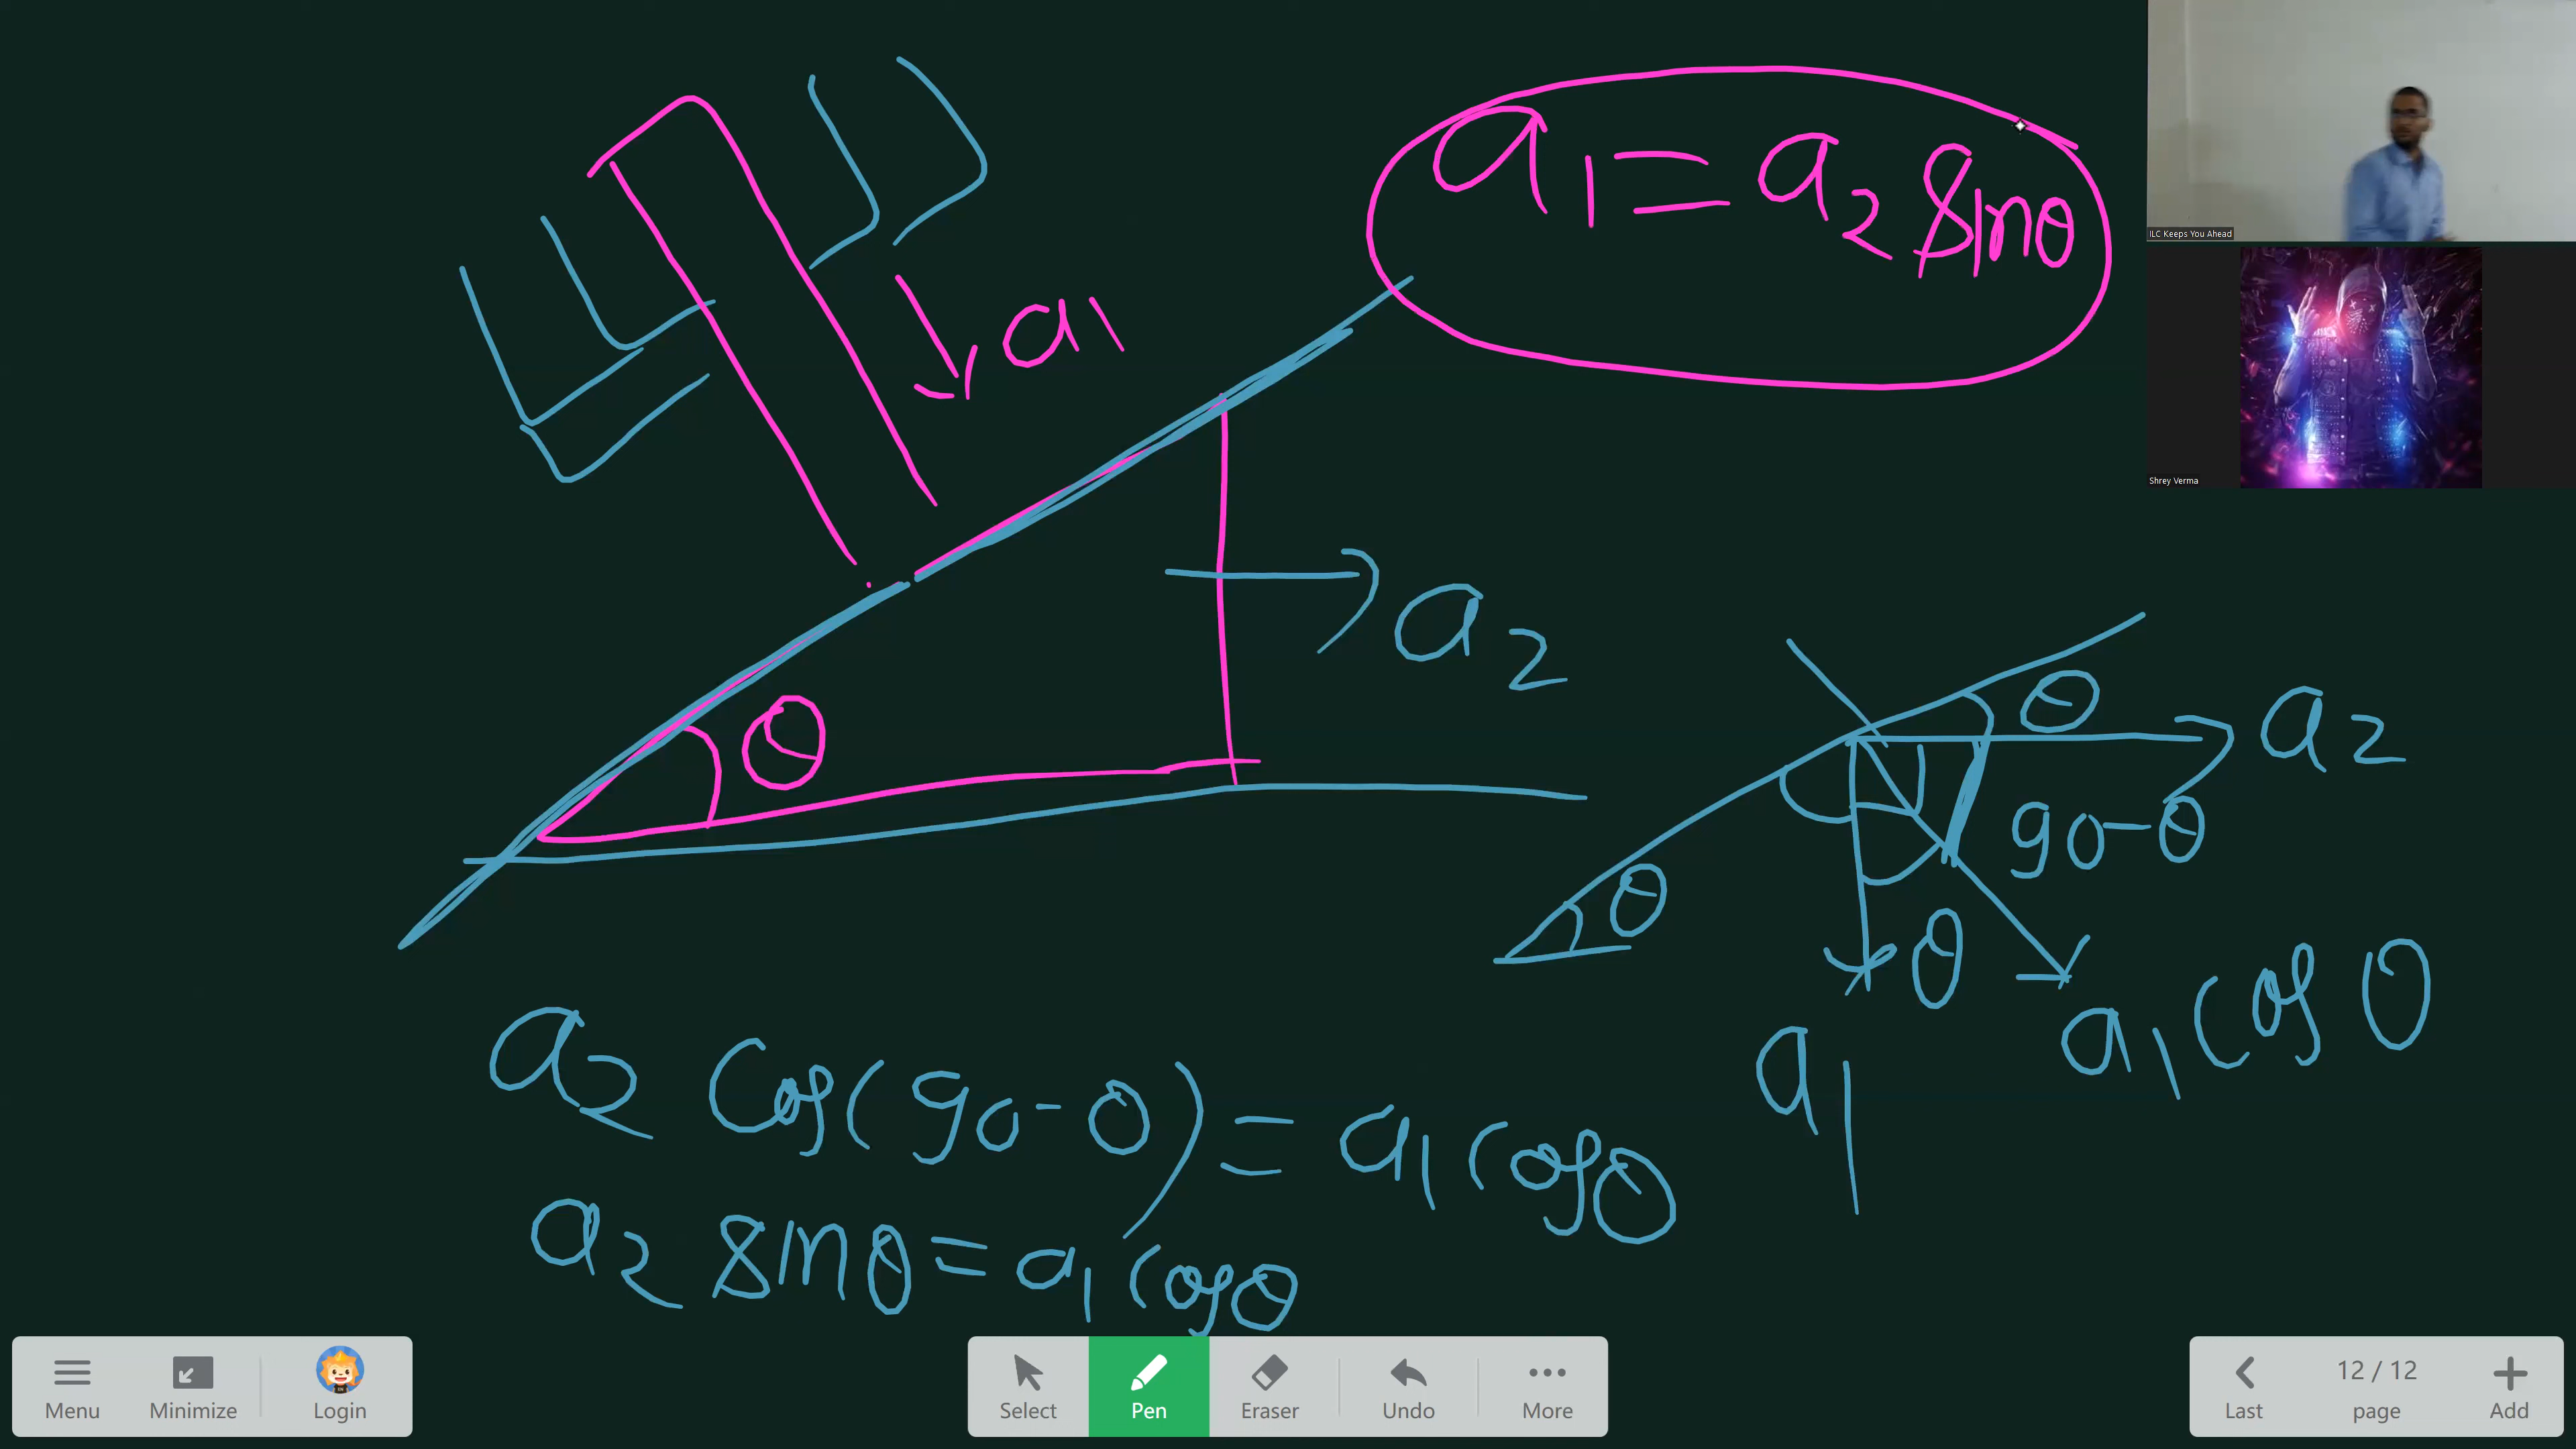 a1 = a2 sinθ
ILC Keeps You Ahead
a1
Shrey Verma
a2
θ
θ
a2
90-θ
θ
θ
a1 cosθ
a1
a2 cos(90-θ) = a1 cosθ
a2 sinθ = a1 cosθ
Menu
Minimize
Login
Select
Pen
Eraser
Undo
More
Last
12 / 12
page
Add